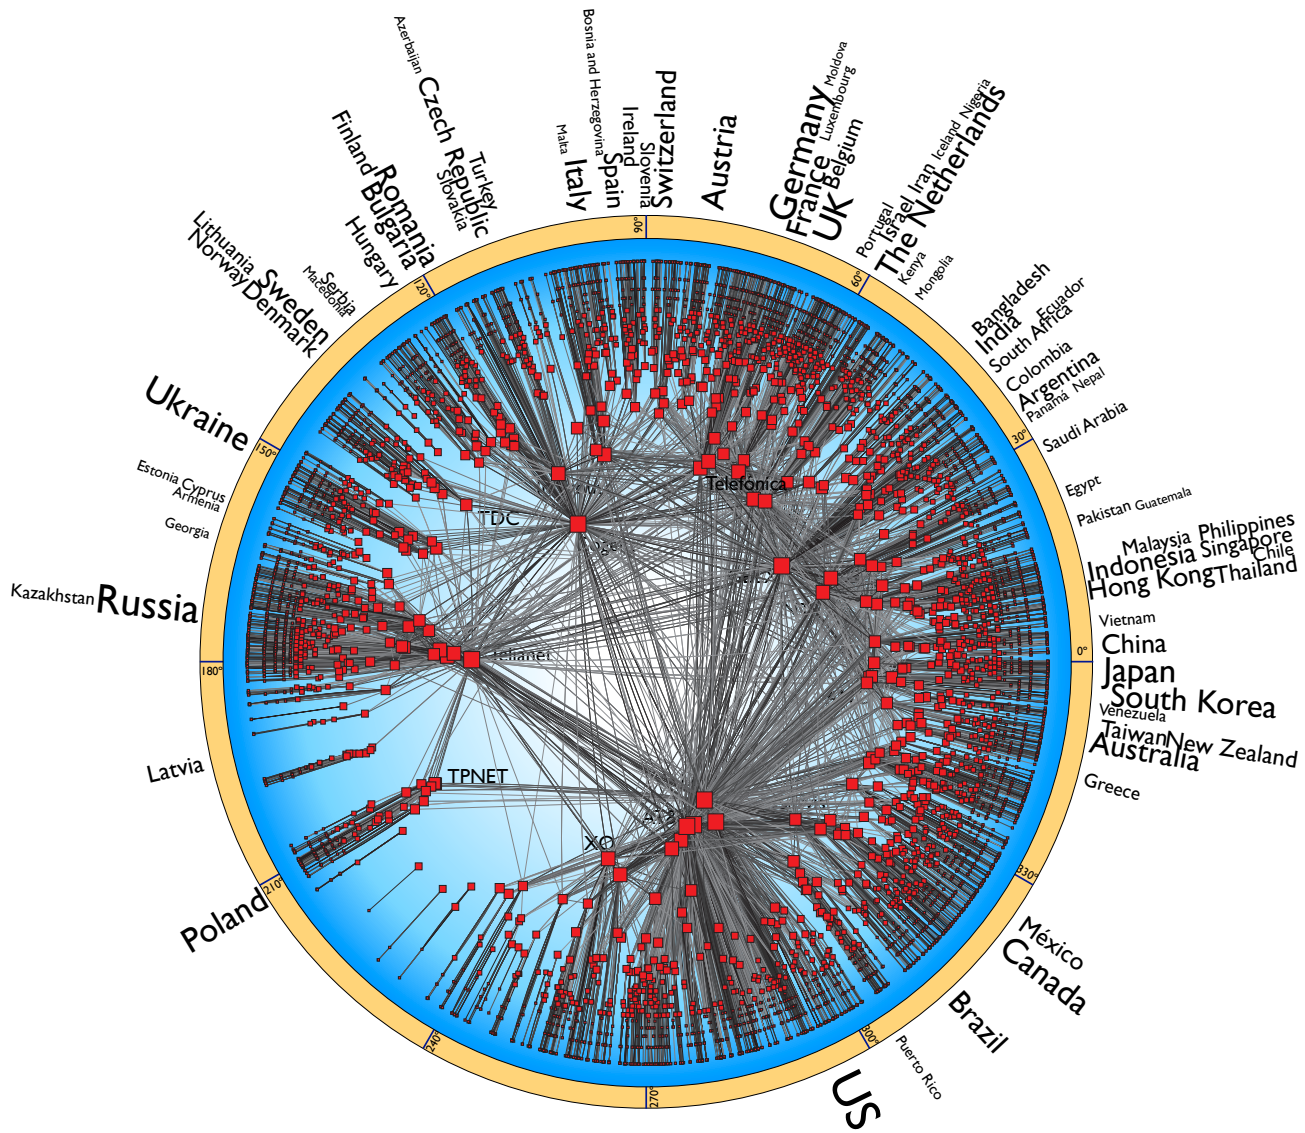 Azerbaijan
Czech Republic
Turkey
Slovakia
Finland
Romania
Bulgaria
Hungary
Lithuania
Norway
Sweden
Denmark
Serbia
Macedonia
Ukraine
Estonia
Cyprus
Armenia
Georgia
Kazakhstan
Russia
Latvia
Poland
Malta
Italy
Bosnia and Herzegovina
Spain
Ireland
Slovenia
Switzerland
Austria
Germany
Moldova
France
Luxembourg
UK
Belgium
Portugal
Israel
Iran
Iceland
Nigeria
The Netherlands
Kenya
Mongolia
Bangladesh
India
Ecuador
South Africa
Colombia
Argentina
Panama
Nepal
Saudi Arabia
Egypt
Pakistan
Guatemala
Malaysia
Philippines
Indonesia
Singapore
Chile
Hong Kong
Thailand
Vietnam
China
Japan
South Korea
Venezuela
Taiwan
New Zealand
Australia
Greece
México
Canada
Brazil
Puerto Rico
US
90°
60°
30°
0°
330°
300°
270°
240°
210°
180°
150°
120°
Telefonica
TDC
TPNET
XO